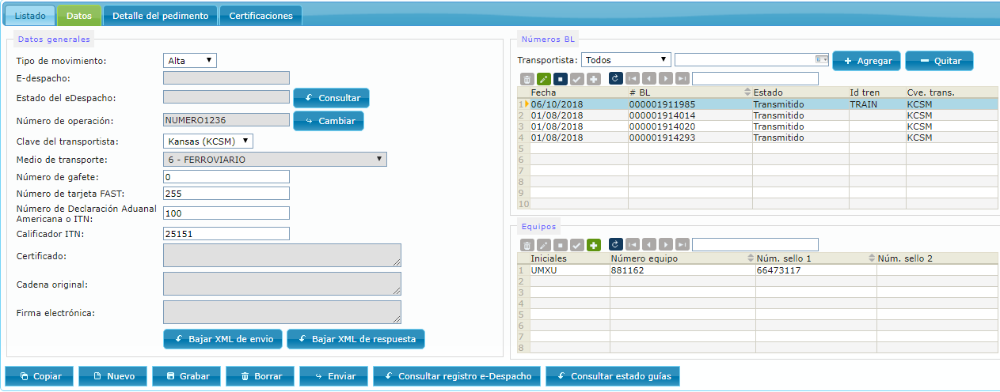 Listado Datos Detalle del pedimento Certificaciones
Datos generales
Tipo de movimiento: Alta
E-despacho:
Estado del eDespacho: Consultar
Número de operación: NUMERO1236 Cambiar
Clave del transportista: Kansas (KCSM)
Medio de transporte: 6 - FERROVIARIO
Número de gafete: 0
Número de tarjeta FAST: 255
Número de Declaración Aduanal
Americana o ITN: 100
Calificador ITN: 25151
Certificado:
Cadena original:
Firma electrónica:
Bajar XML de envio Bajar XML de respuesta
Números BL
Transportista: Todos Agregar Quitar
Fecha # BL Estado Id tren Cve. trans.
1 06/10/2018 000001911985 Transmitido TRAIN KCSM
2 01/08/2018 000001914014 Transmitido KCSM
3 01/08/2018 000001914020 Transmitido KCSM
4 01/08/2018 000001914293 Transmitido KCSM
5
6
7
8
9
10
Equipos
Iniciales Número equipo Núm. sello 1 Núm. sello 2
1 UMXU 881162 66473117
2
3
4
5
6
7
8
Copiar Nuevo Grabar Borrar Enviar Consultar registro e-Despacho Consultar estado guías